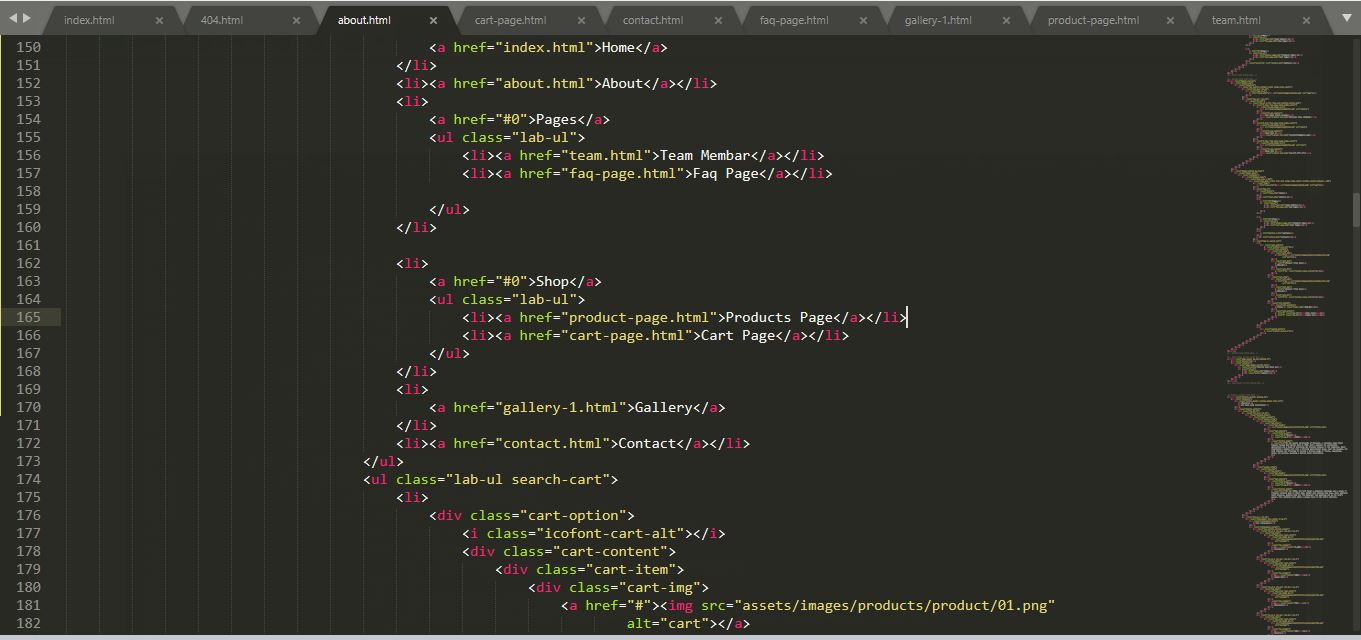 index.html × 404.html × about.html × cart-page.html × contact.html × faq-page.html × gallery-1.html × product-page.html × team.html ×
150 <a href="index.html">Home</a>
151 </li>
152 <li><a href="about.html">About</a></li>
153 <li>
154 <a href="#0">Pages</a>
155 <ul class="lab-ul">
156 <li><a href="team.html">Team Membar</a></li>
157 <li><a href="faq-page.html">Faq Page</a></li>
158
159 </ul>
160 </li>
161
162 <li>
163 <a href="#0">Shop</a>
164 <ul class="lab-ul">
165 <li><a href="product-page.html">Products Page</a></li>
166 <li><a href="cart-page.html">Cart Page</a></li>
167 </ul>
168 </li>
169 <li>
170 <a href="gallery-1.html">Gallery</a>
171 </li>
172 <li><a href="contact.html">Contact</a></li>
173 </ul>
174 <ul class="lab-ul search-cart">
175 <li>
176 <div class="cart-option">
177 <i class="icofont-cart-alt"></i>
178 <div class="cart-content">
179 <div class="cart-item">
180 <div class="cart-img">
181 <a href="#"><img src="assets/images/products/product/01.png"
182 alt="cart"></a>